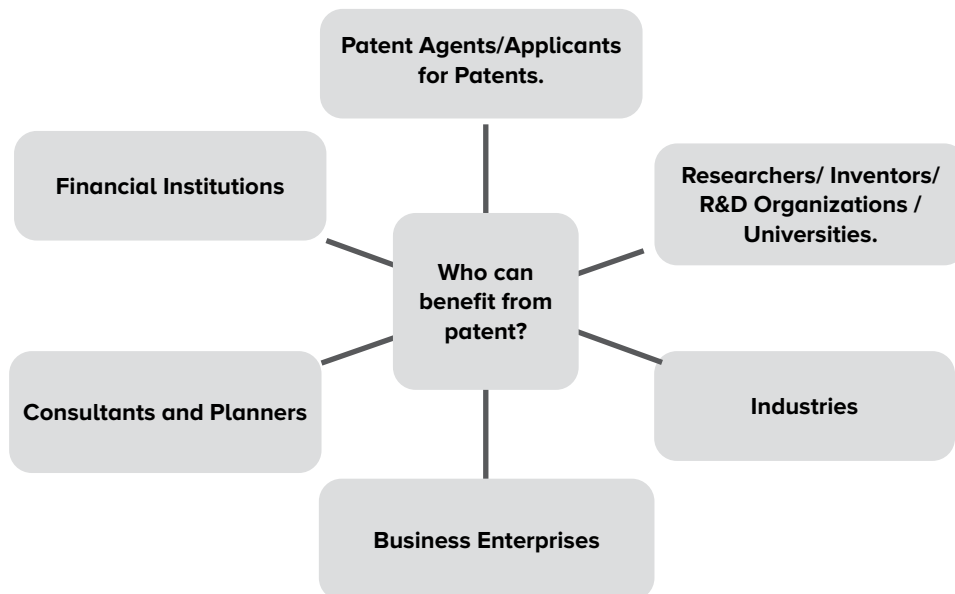 Patent Agents/Applicants
for Patents.
Financial Institutions
Researchers/ Inventors/
R&D Organizations /
Universities.
Who can
benefit from
patent?
Consultants and Planners
Industries
Business Enterprises